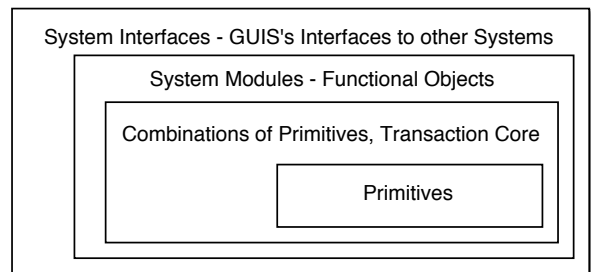 System Interfaces - GUIS's Interfaces to other Systems
System Modules - Functional Objects
Combinations of Primitives, Transaction Core
Primitives